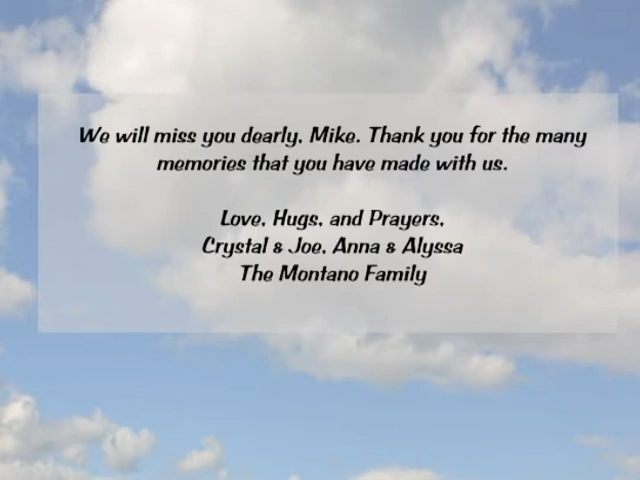 We will miss you dearly, Mike. Thank you for the many
memories that you have made with us.
Love, Hugs, and Prayers,
Crystal & Joe, Anna & Alyssa
The Montano Family